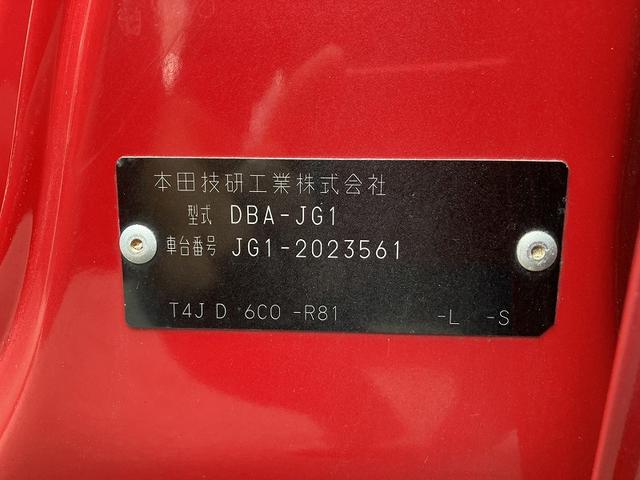 本田技研工業株式会社
型式 DBA-JG1
車台番号 JG1-2023561
T4J D 6C0 -R81 -L -S